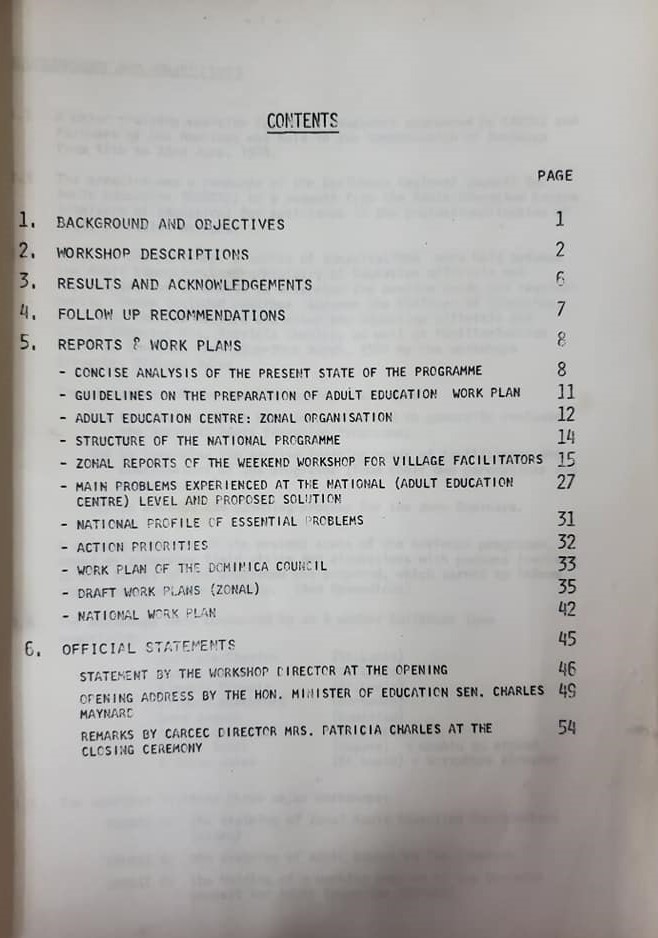 CONTENTS
PAGE
1. BACKGROUND AND OBJECTIVES 1
2. WORKSHOP DESCRIPTIONS 2
3. RESULTS AND ACKNOWLEDGEMENTS 6
4. FOLLOW UP RECOMMENDATIONS 7
5. REPORTS & WORK PLANS 8
- CONCISE ANALYSIS OF THE PRESENT STATE OF THE PROGRAMME 8
- GUIDELINES ON THE PREPARATION OF ADULT EDUCATION WORK PLAN 11
- ADULT EDUCATION CENTRE: ZONAL ORGANISATION 12
- STRUCTURE OF THE NATIONAL PROGRAMME 14
- ZONAL REPORTS OF THE WEEKEND WORKSHOP FOR VILLAGE FACILITATORS 15
- MAIN PROBLEMS EXPERIENCED AT THE NATIONAL (ADULT EDUCATION 27
CENTRE) LEVEL AND PROPOSED SOLUTION
- NATIONAL PROFILE OF ESSENTIAL PROBLEMS 31
- ACTION PRIORITIES 32
- WORK PLAN OF THE DOMINICA COUNCIL 33
- DRAFT WORK PLANS (ZONAL) 35
- NATIONAL WORK PLAN 42
6. OFFICIAL STATEMENTS 45
STATEMENT BY THE WORKSHOP DIRECTOR AT THE OPENING 46
OPENING ADDRESS BY THE HON. MINISTER OF EDUCATION SEN. CHARLES 49
MAYNARD
REMARKS BY CARCEC DIRECTOR MRS. PATRICIA CHARLES AT THE 54
CLOSING CEREMONY